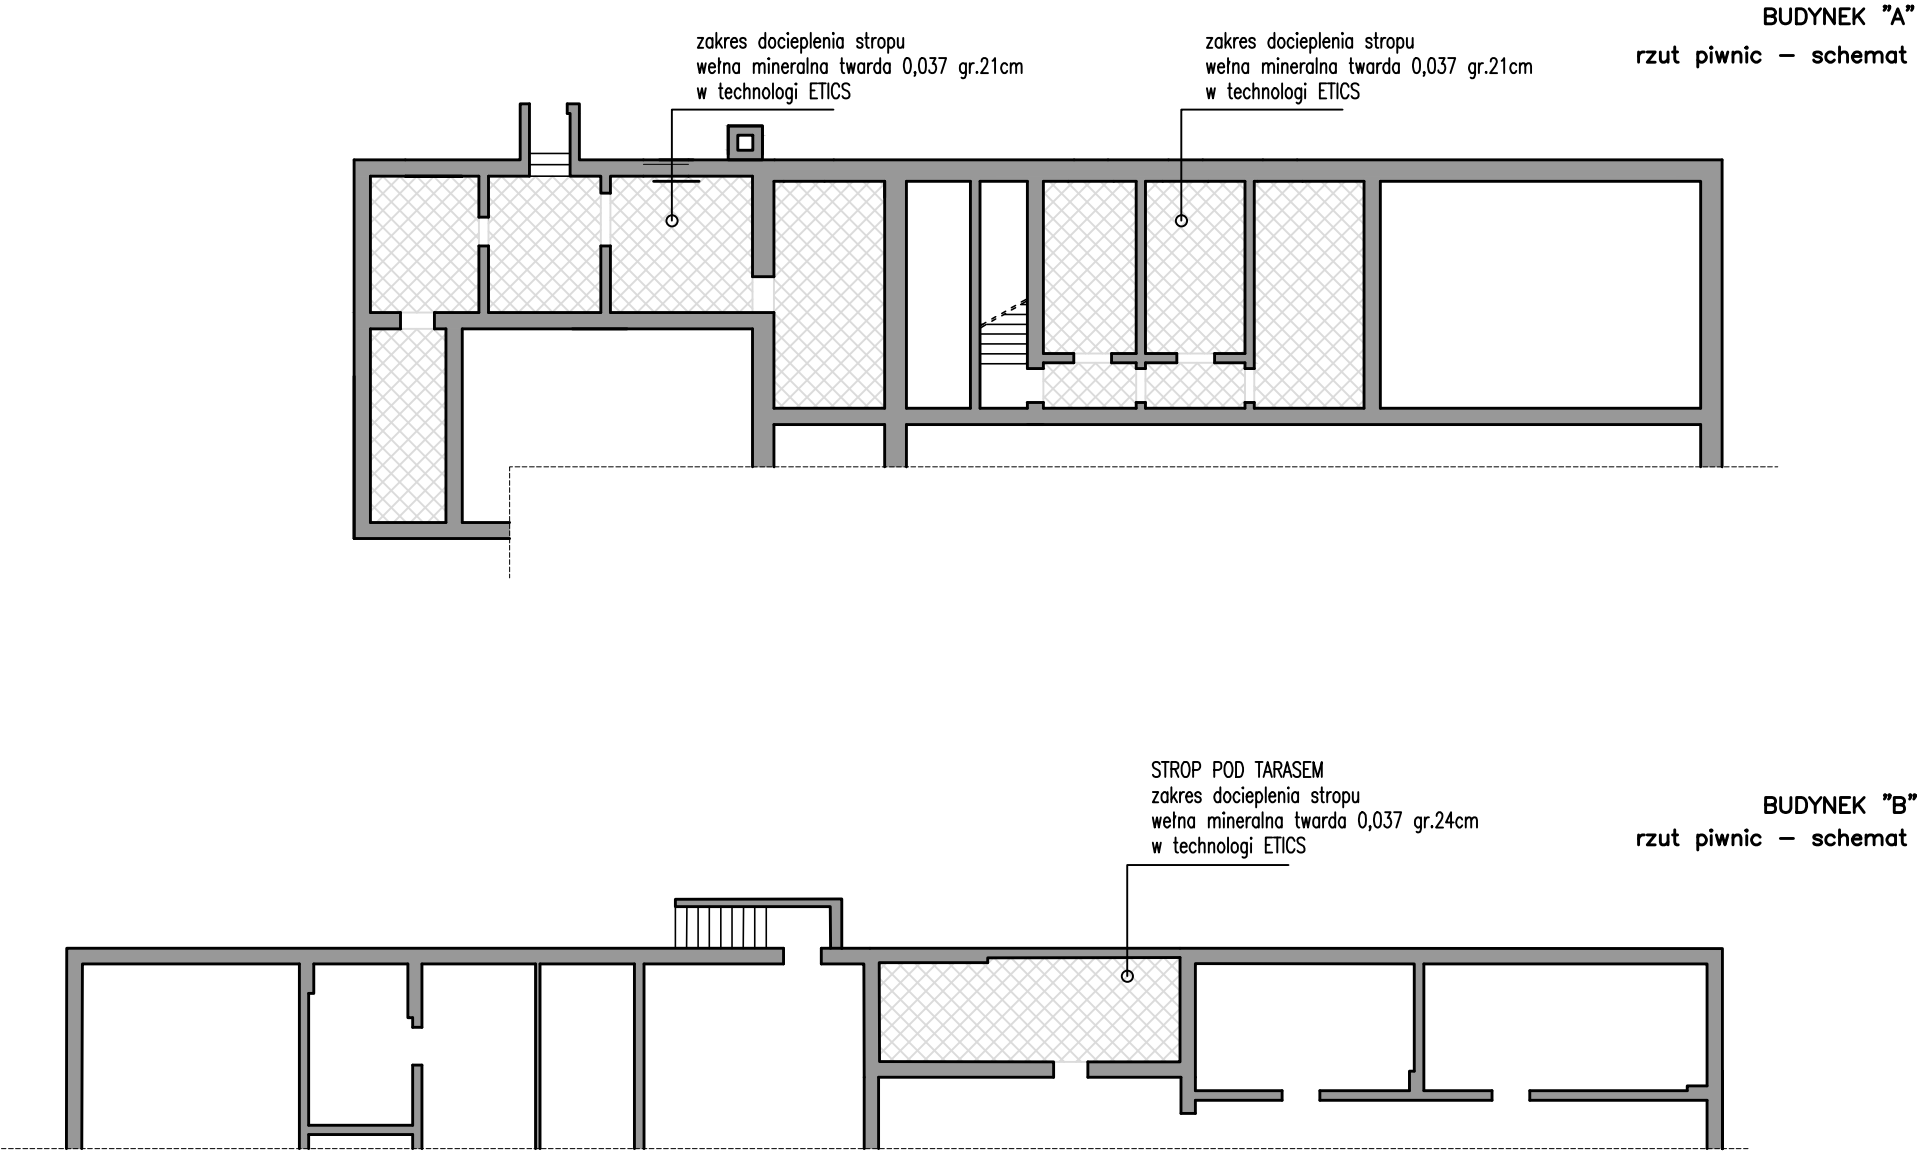 BUDYNEK "A"
rzut piwnic – schemat
zakres docieplenia stropu
wełna mineralna twarda 0,037 gr.21cm
w technologi ETICS
zakres docieplenia stropu
wełna mineralna twarda 0,037 gr.21cm
w technologi ETICS
STROP POD TARASEM
zakres docieplenia stropu
wełna mineralna twarda 0,037 gr.24cm
w technologi ETICS
BUDYNEK "B"
rzut piwnic – schemat